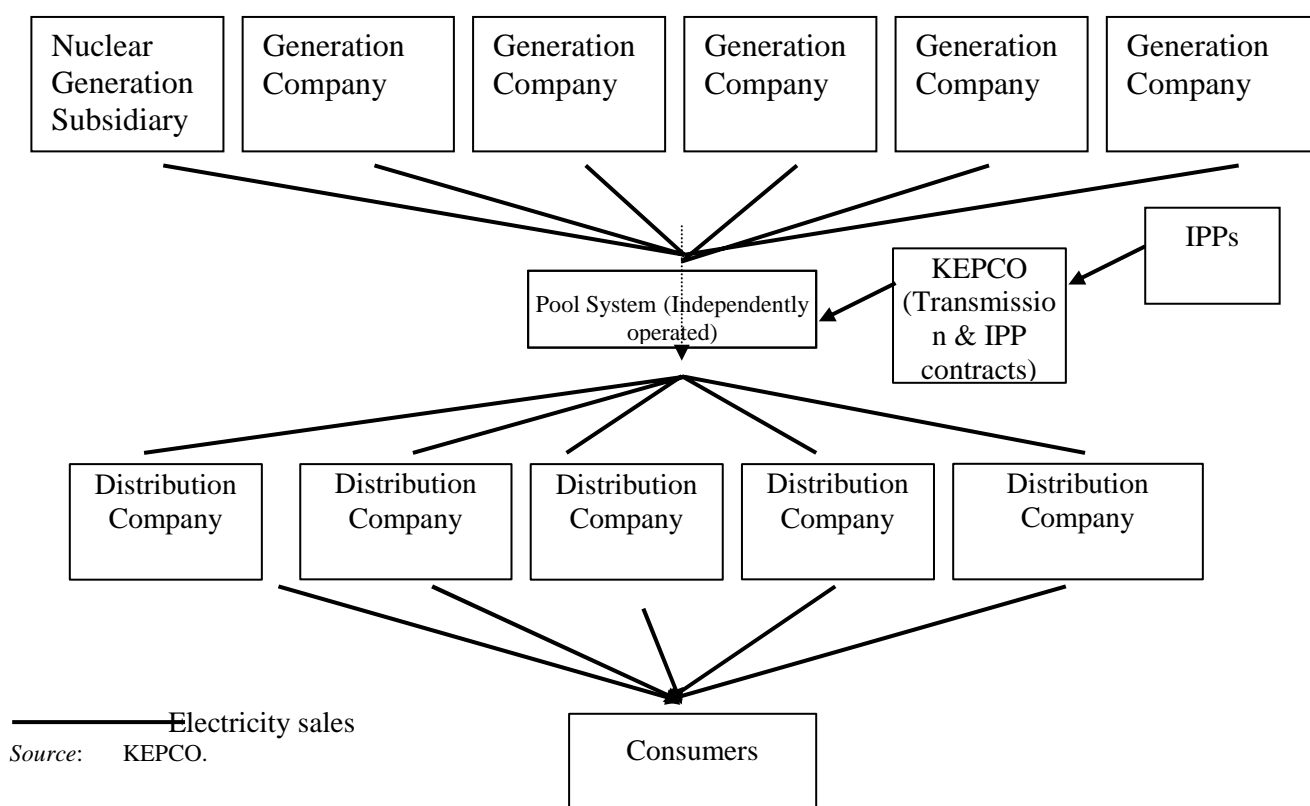 Nuclear
Generation
Subsidiary
Generation
Company
Generation
Company
Generation
Company
Generation
Company
Generation
Company
IPPs
KEPCO
(Transmissio
n & IPP
contracts)
Pool System (Independently
operated)
Distribution
Company
Distribution
Company
Distribution
Company
Distribution
Company
Distribution
Company
Electricity sales
Source: KEPCO.
Consumers